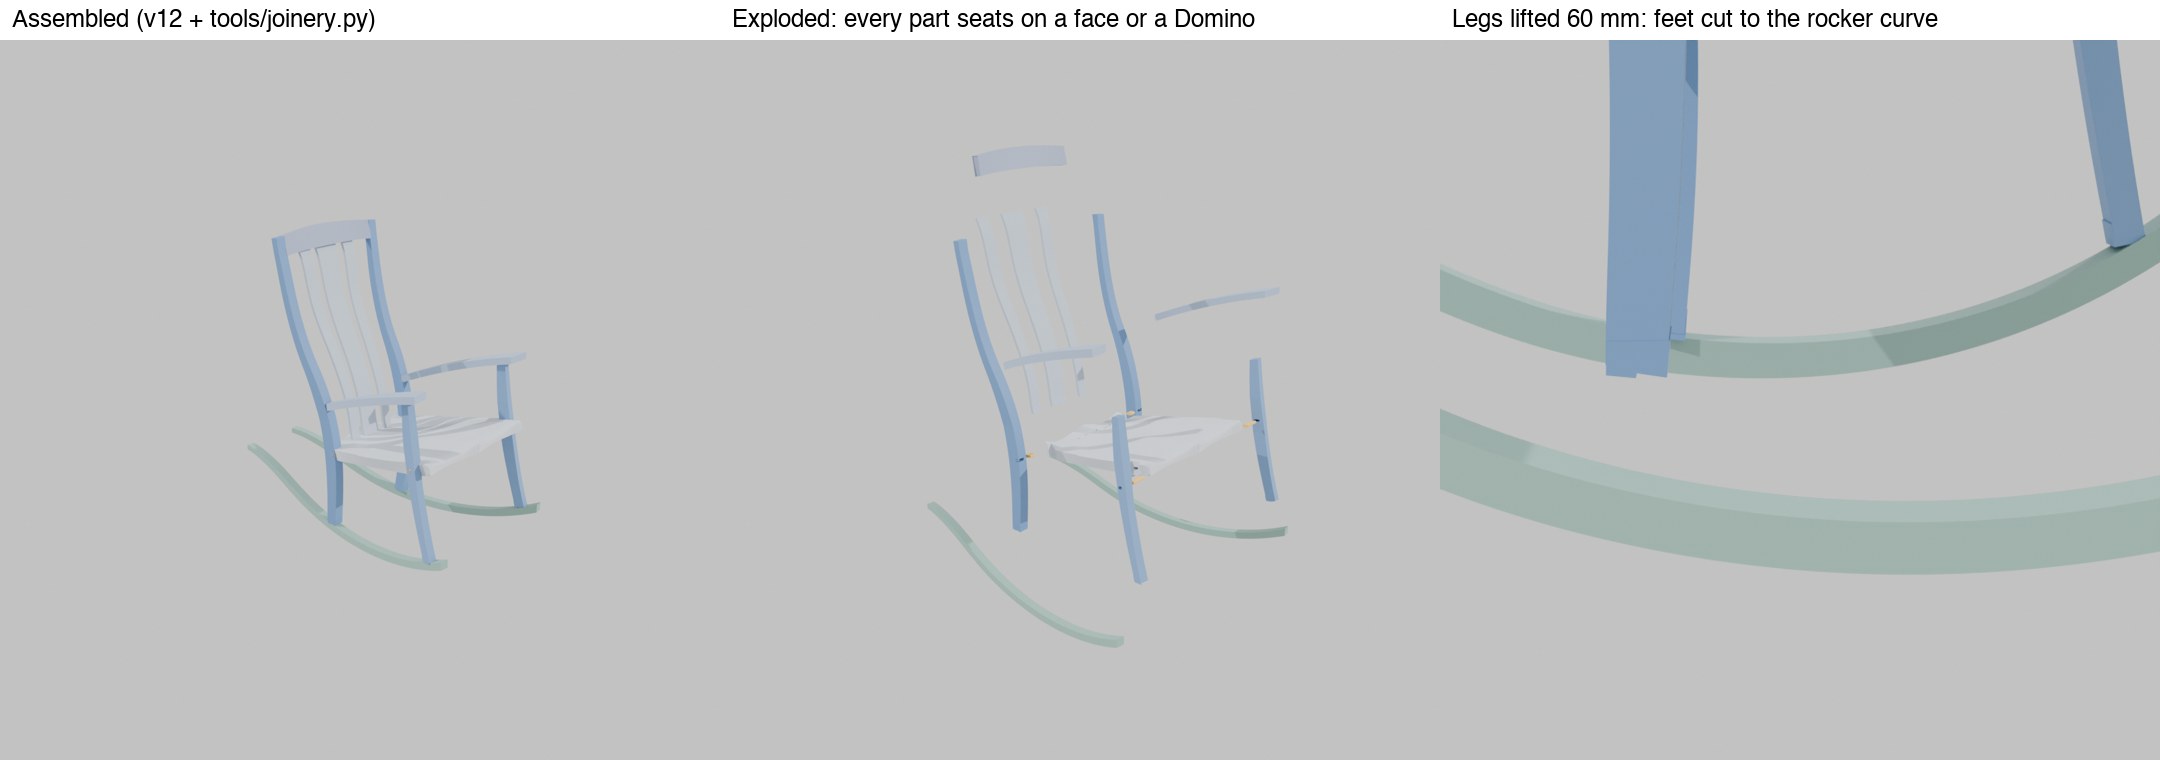 Assembled (v12 + tools/joinery.py)
Exploded: every part seats on a face or a Domino
Legs lifted 60 mm: feet cut to the rocker curve